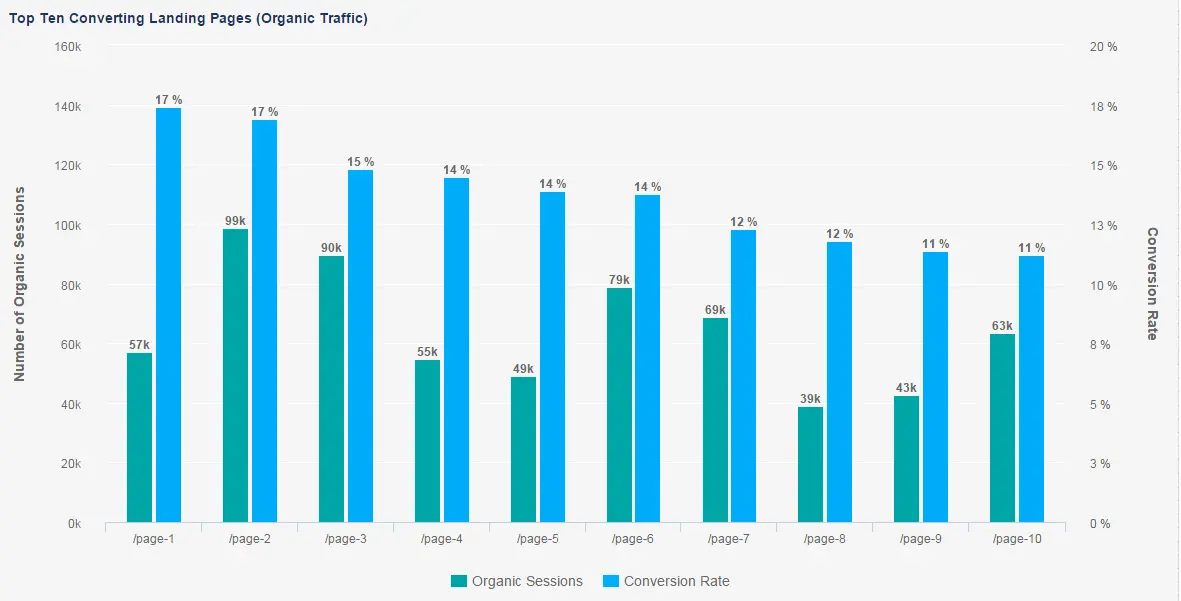 Top Ten Converting Landing Pages (Organic Traffic)
160k
140k
120k
100k
80k
60k
40k
20k
0k
Number of Organic Sessions
20 %
18 %
15 %
13 %
10 %
8 %
5 %
3 %
0 %
Conversion Rate
57k
17 %
99k
17 %
90k
15 %
55k
14 %
49k
14 %
79k
14 %
69k
12 %
39k
12 %
43k
11 %
63k
11 %
/page-1
/page-2
/page-3
/page-4
/page-5
/page-6
/page-7
/page-8
/page-9
/page-10
Organic Sessions
Conversion Rate